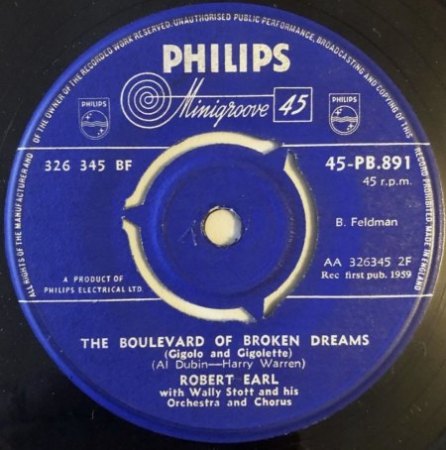 ALL RIGHTS OF THE MANUFACTURER AND OF THE OWNER OF THE RECORDED WORK RESERVED. UNAUTHORISED PUBLIC PERFORMANCE, BROADCASTING AND COPYING OF THIS RECORD PROHIBITED. MADE IN ENGLAND
PHILIPS
PHILIPS
Minigroove 45
PHILIPS
326 345 BF
45-PB.891
45 r.p.m.
B. Feldman
AA 326345 2F
Rec first pub. 1959
A PRODUCT OF
PHILIPS ELECTRICAL LTD.
THE BOULEVARD OF BROKEN DREAMS
(Gigolo and Gigolette)
(Al Dubin—Harry Warren)
ROBERT EARL
with Wally Stott and his
Orchestra and Chorus